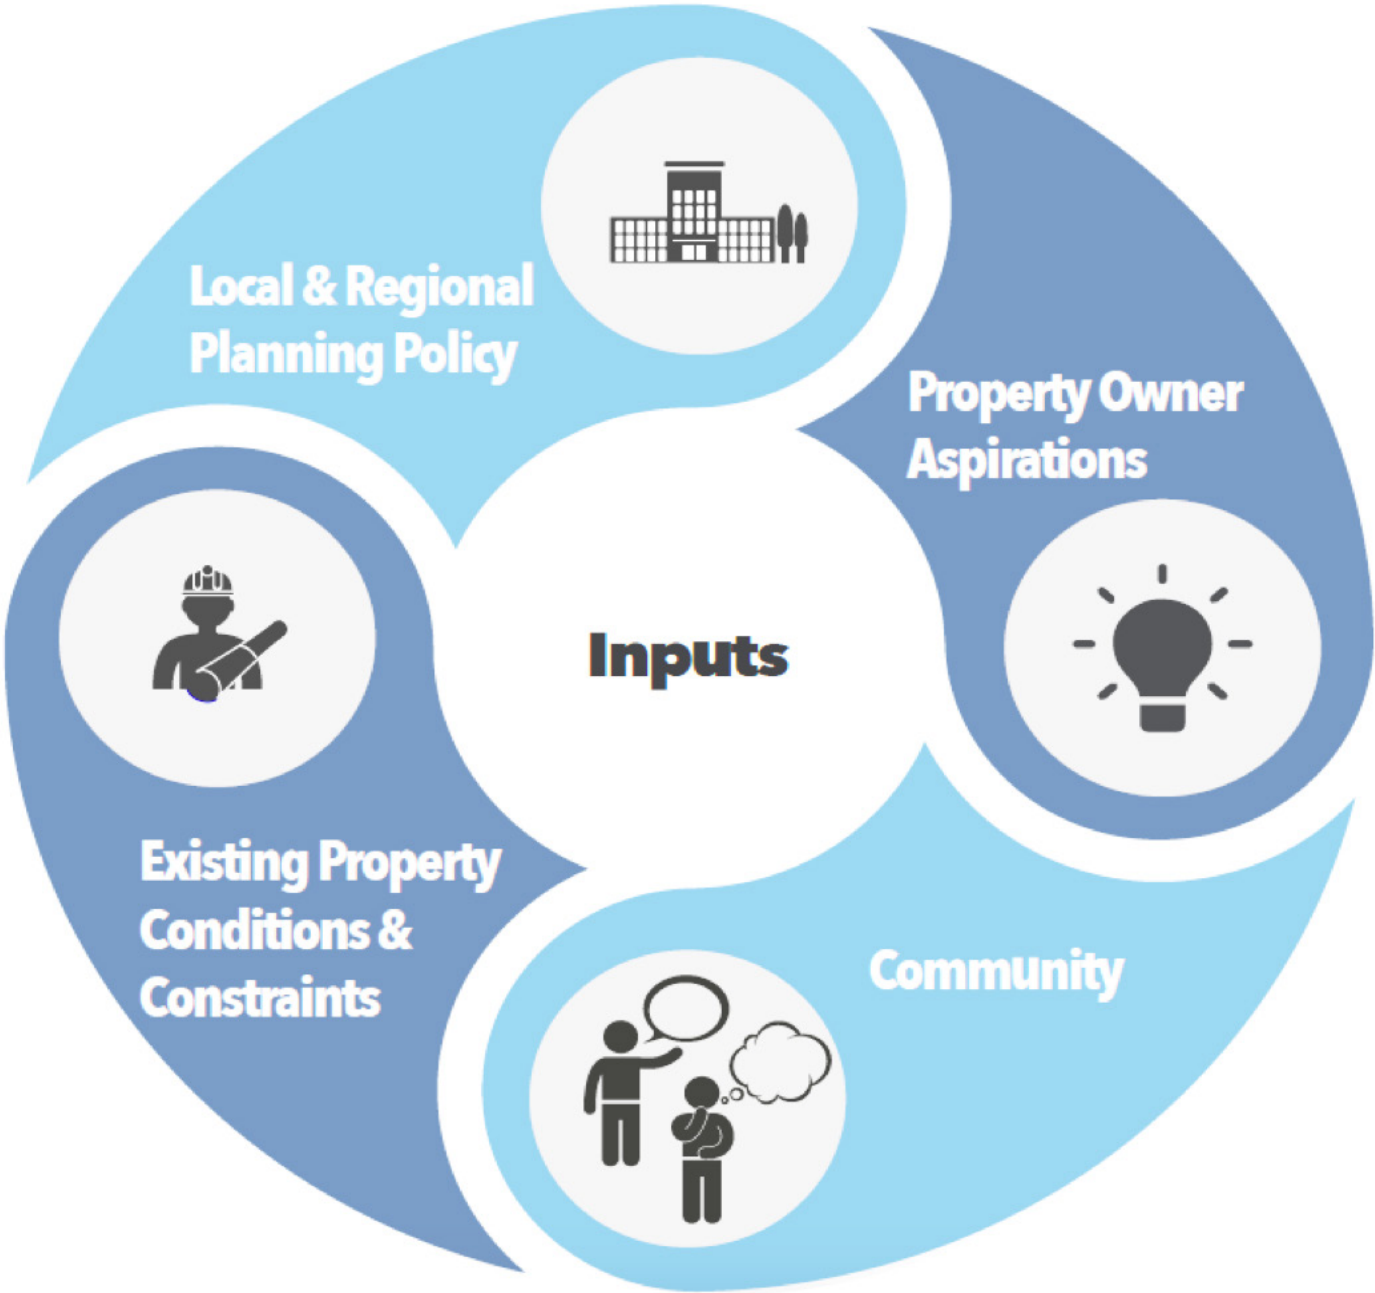 Local & Regional
Planning Policy
Property Owner
Aspirations
Inputs
Existing Property
Conditions &
Constraints
Community